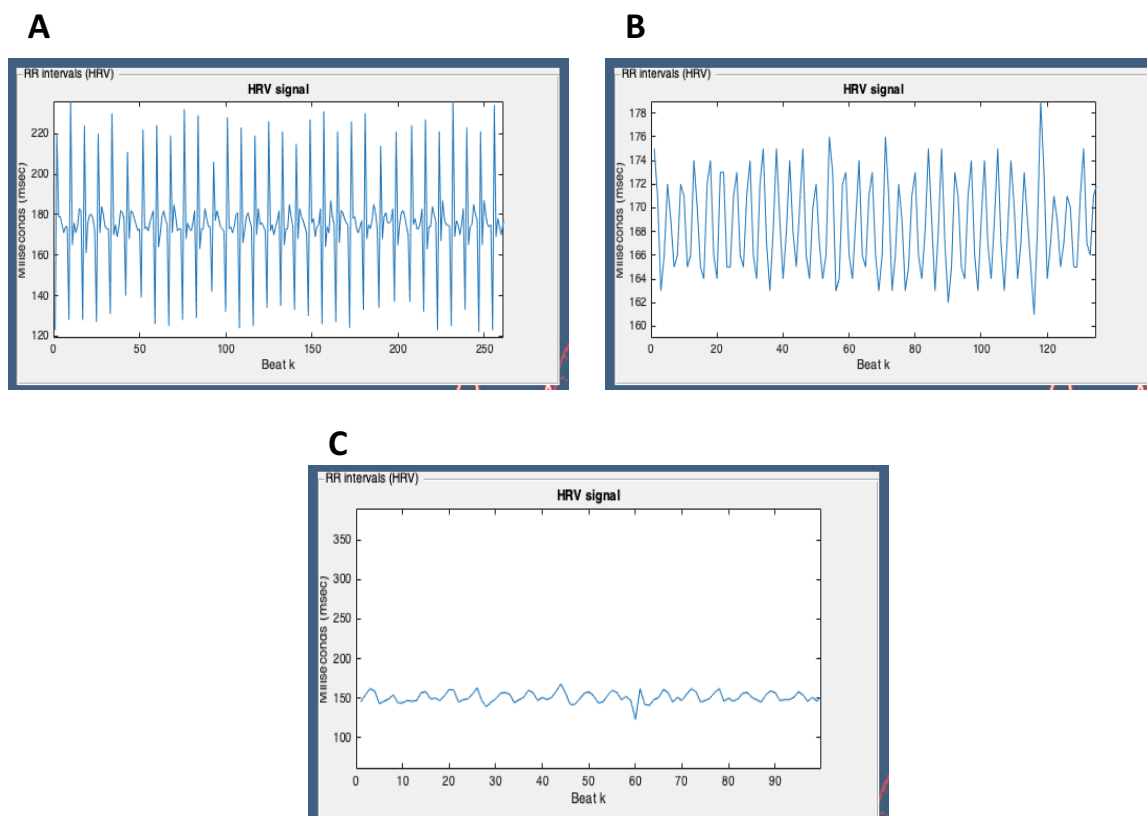 A
RR intervals (HRV)
HRV signal
220
200
180
160
140
120
Miliseconds (msec)
0 50 100 150 200 250
Beat k
B
RR intervals (HRV)
HRV signal
178
176
174
172
170
168
166
164
162
160
Miliseconds (msec)
0 20 40 60 80 100 120
Beat k
C
RR intervals (HRV)
HRV signal
350
300
250
200
150
100
Miliseconds (msec)
0 10 20 30 40 50 60 70 80 90
Beat k